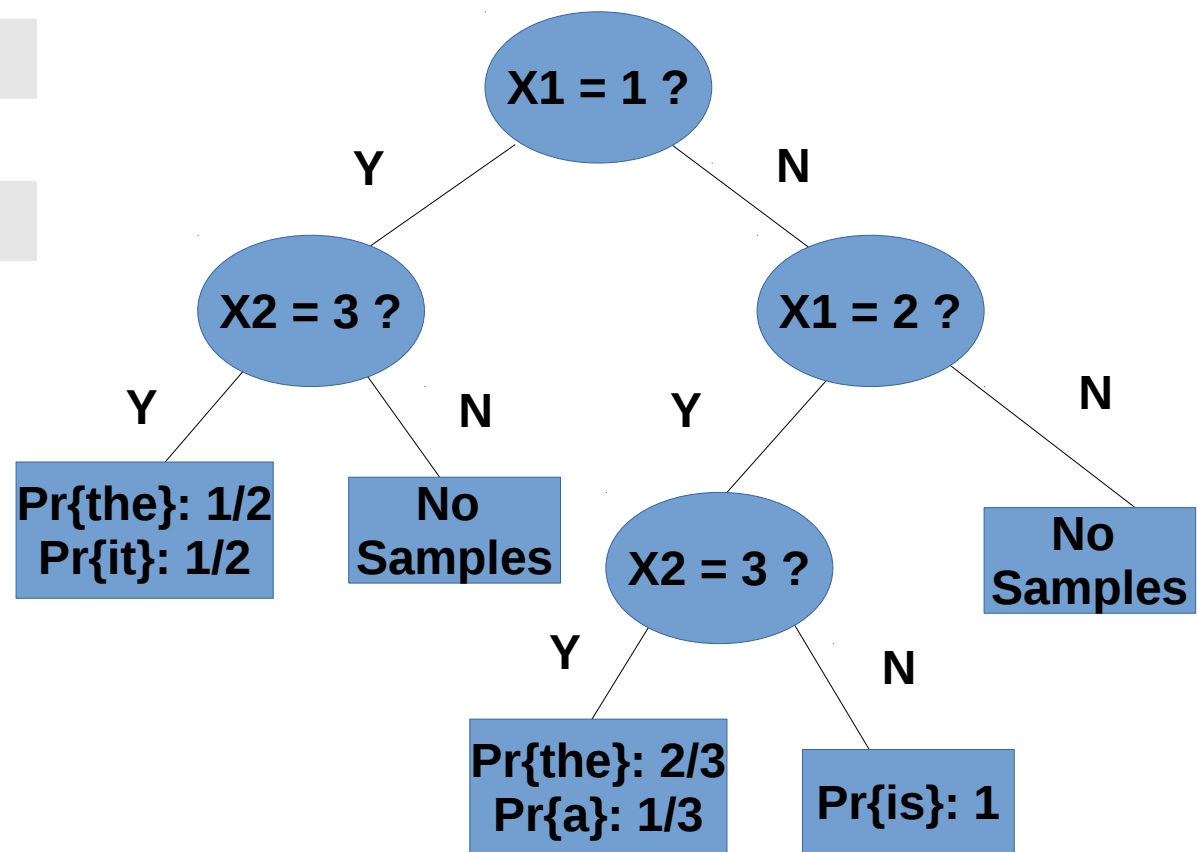 X1 = 1 ?
Y
N
X2 = 3 ?
X1 = 2 ?
Y
N
Y
N
Pr{the}: 1/2
Pr{it}: 1/2
No
Samples
X2 = 3 ?
No
Samples
Y
N
Pr{the}: 2/3
Pr{a}: 1/3
Pr{is}: 1